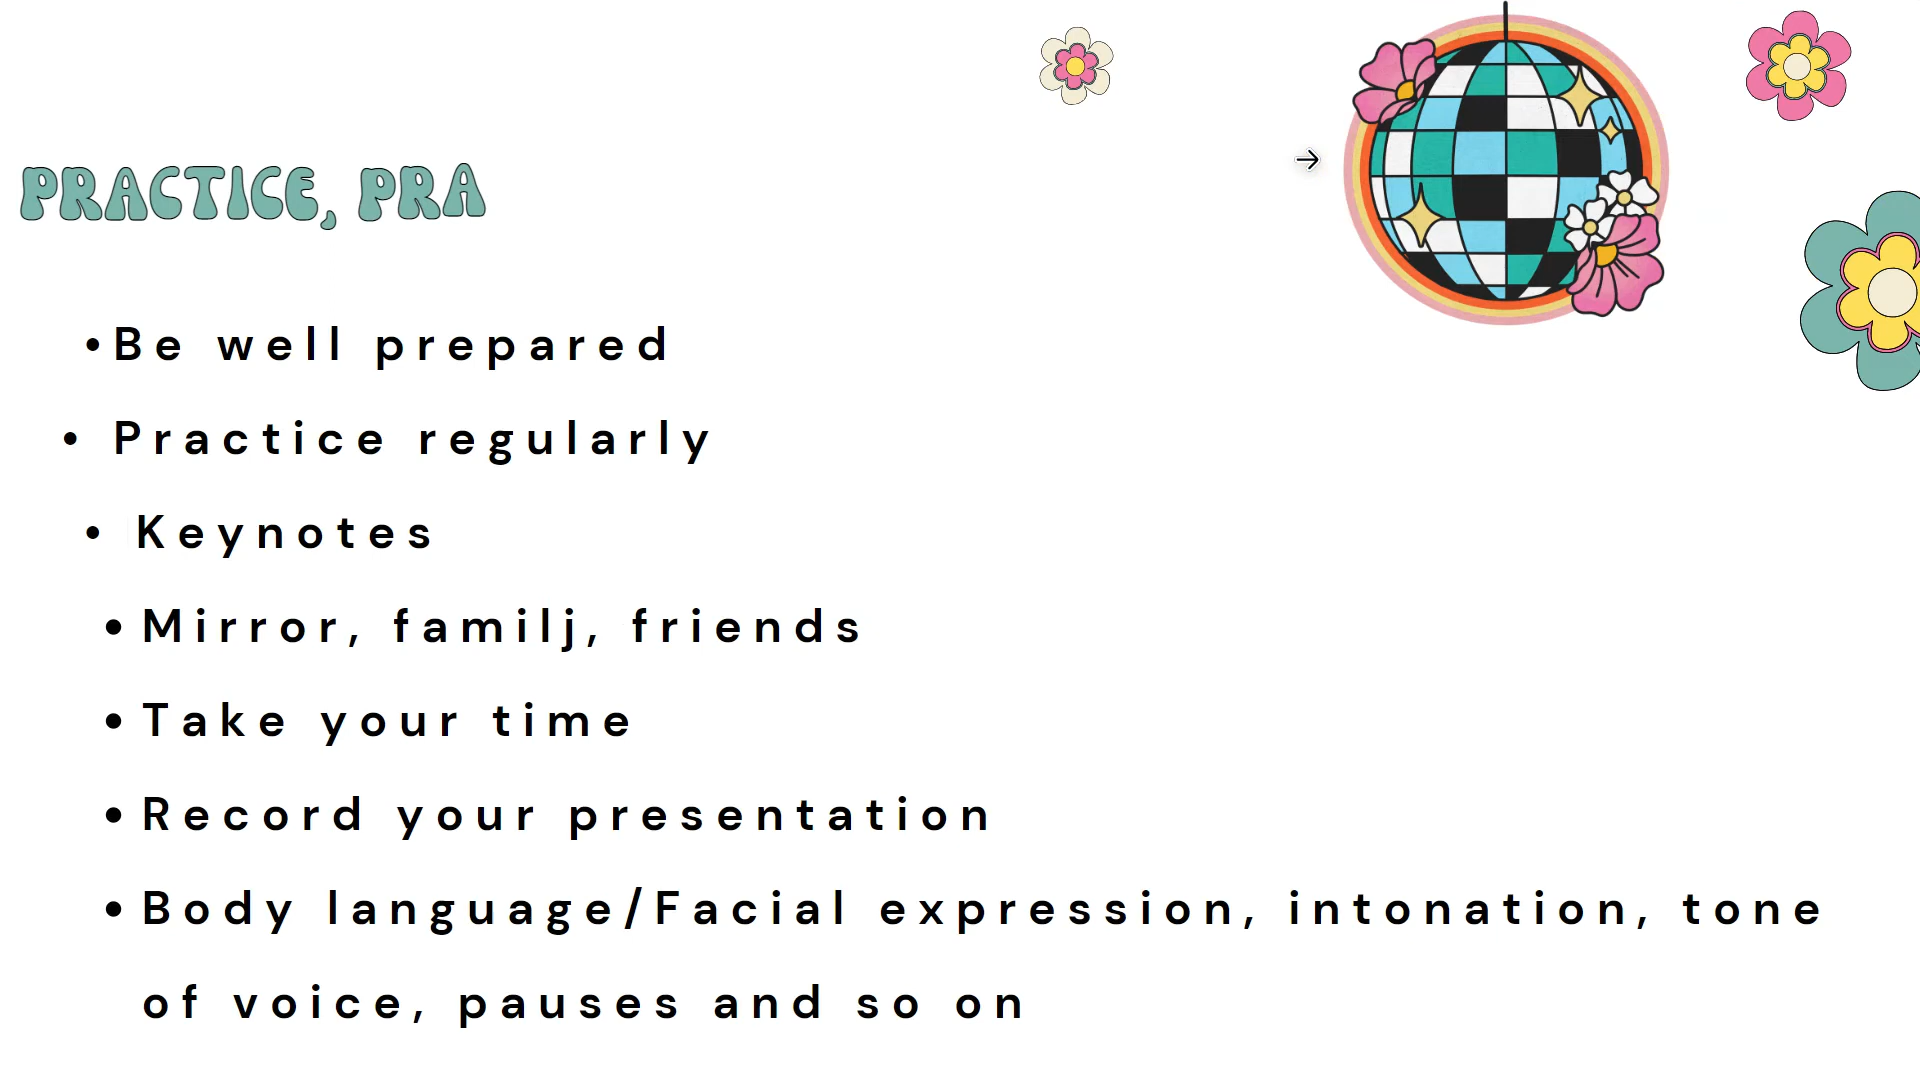 PRACTICE, PRA
• Be well prepared
• Practice regularly
• Keynotes
• Mirror, familj, friends
• Take your time
• Record your presentation
• Body language/Facial expression, intonation, tone
of voice, pauses and so on